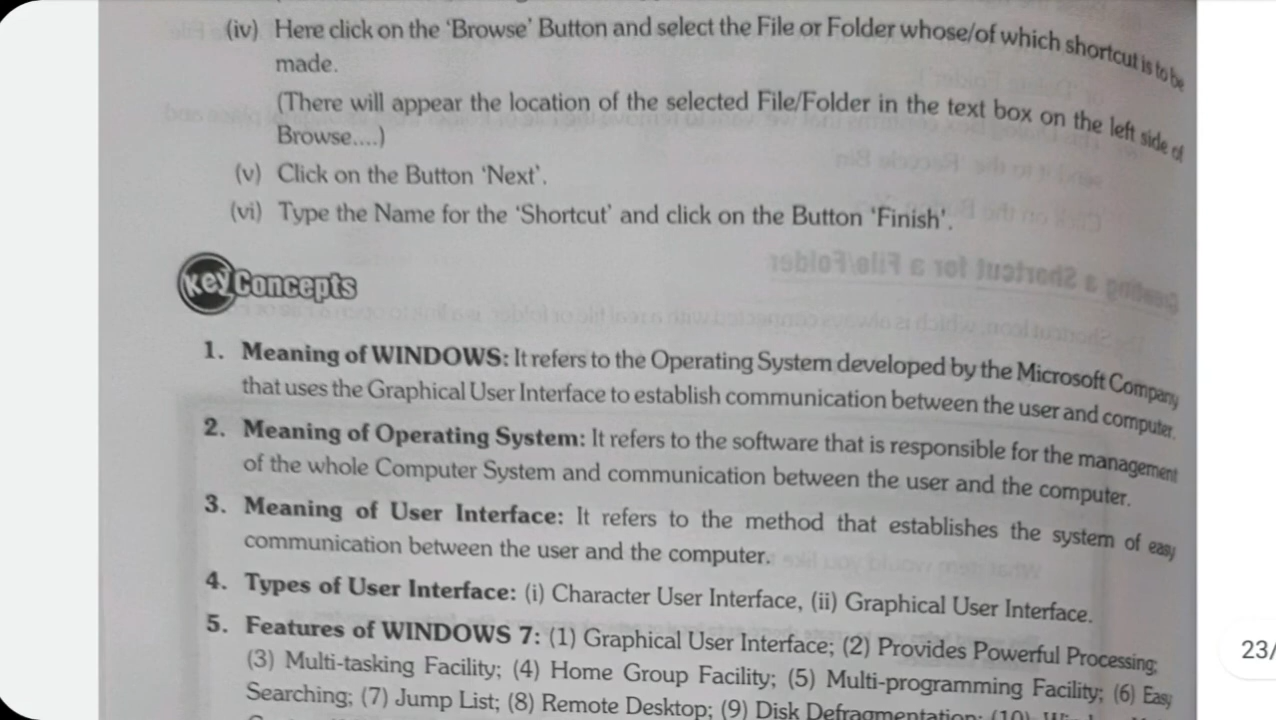 (iv) Here click on the 'Browse' Button and select the File or Folder whose/of which shortcut is to be
made.
(There will appear the location of the selected File/Folder in the text box on the left side of
Browse....)
(v) Click on the Button 'Next'.
(vi) Type the Name for the 'Shortcut' and click on the Button 'Finish'.
Key Concepts
1. Meaning of WINDOWS: It refers to the Operating System developed by the Microsoft Company
that uses the Graphical User Interface to establish communication between the user and computer.
2. Meaning of Operating System: It refers to the software that is responsible for the management
of the whole Computer System and communication between the user and the computer.
3. Meaning of User Interface: It refers to the method that establishes the system of easy
communication between the user and the computer.
4. Types of User Interface: (i) Character User Interface, (ii) Graphical User Interface.
5. Features of WINDOWS 7: (1) Graphical User Interface; (2) Provides Powerful Processing;
(3) Multi-tasking Facility; (4) Home Group Facility; (5) Multi-programming Facility; (6) Easy
Searching; (7) Jump List; (8) Remote Desktop; (9) Disk Defragmentation; (10)
23/